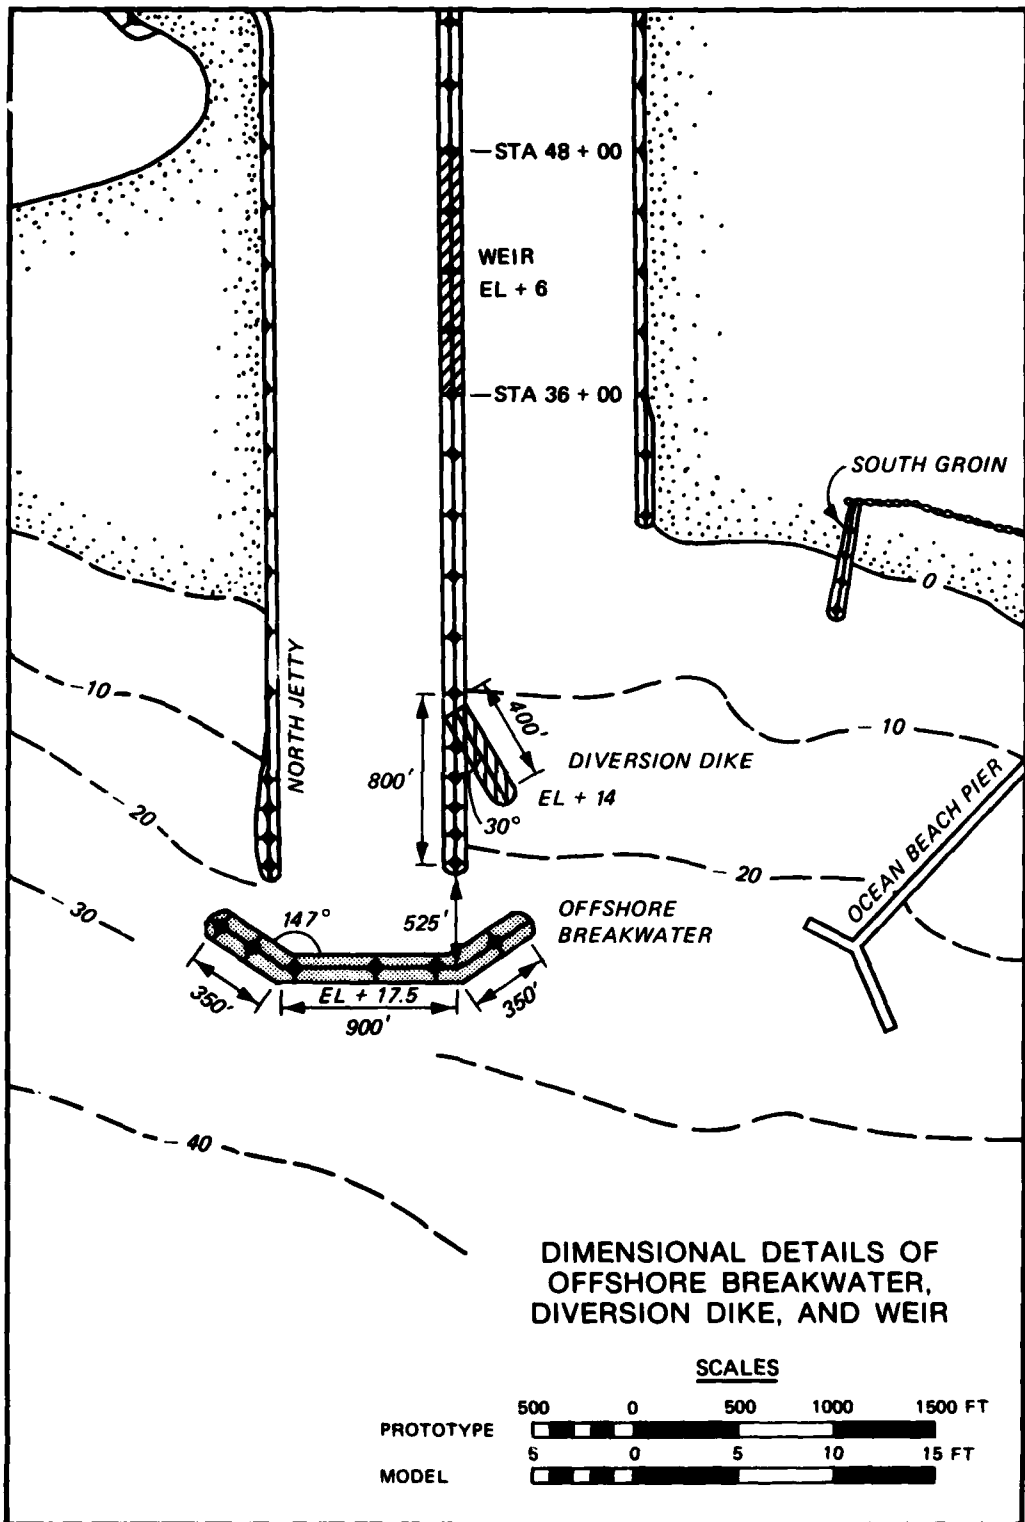 STA 48 + 00
WEIR
EL + 6
STA 36 + 00
SOUTH GROIN
0
NORTH JETTY
-10
400'
-10
DIVERSION DIKE
800'
EL + 14
-20
30°
OCEAN BEACH PIER
-20
-30
147°
525'
OFFSHORE
BREAKWATER
350'
EL + 17.5
350'
900'
-40
DIMENSIONAL DETAILS OF
OFFSHORE BREAKWATER,
DIVERSION DIKE, AND WEIR
SCALES
500 0 500 1000 1500 FT
PROTOTYPE
5 0 5 10 15 FT
MODEL